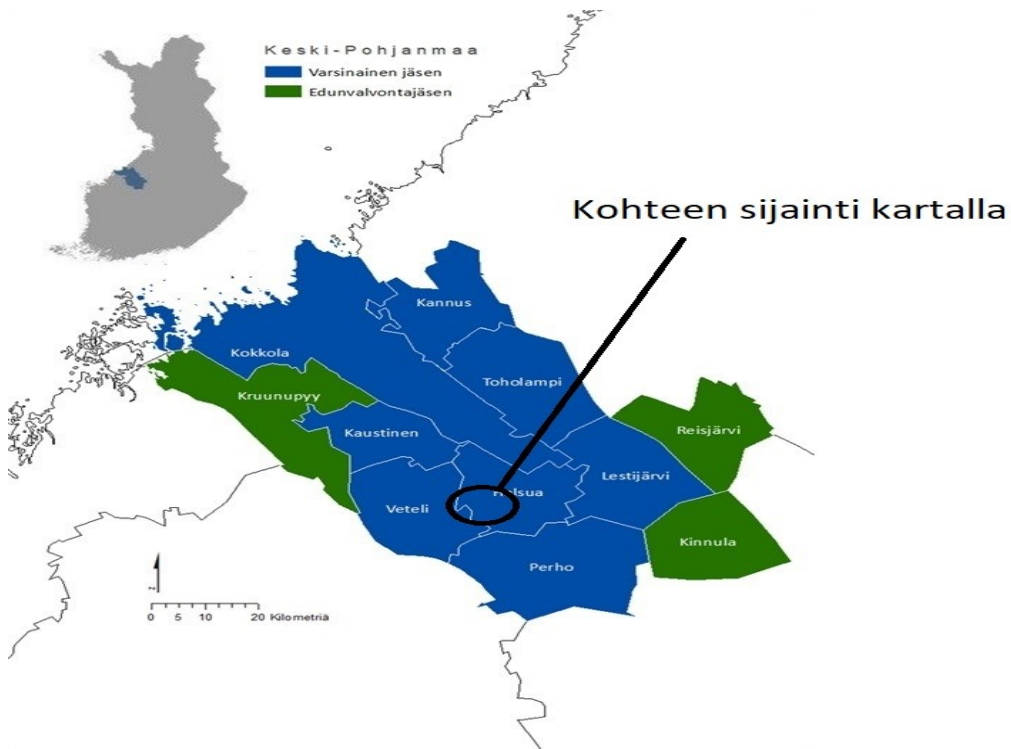 Keski-Pohjanmaa
Varsinainen jäsen
Edunvalvontajäsen
Kohteen sijainti kartalla
Kannus
Kokkola
Toholampi
Kruunupyy
Reisjärvi
Kaustinen
Lestijärvi
Veteli
Kinnula
Perho
0 5 10 20 Kilometriä